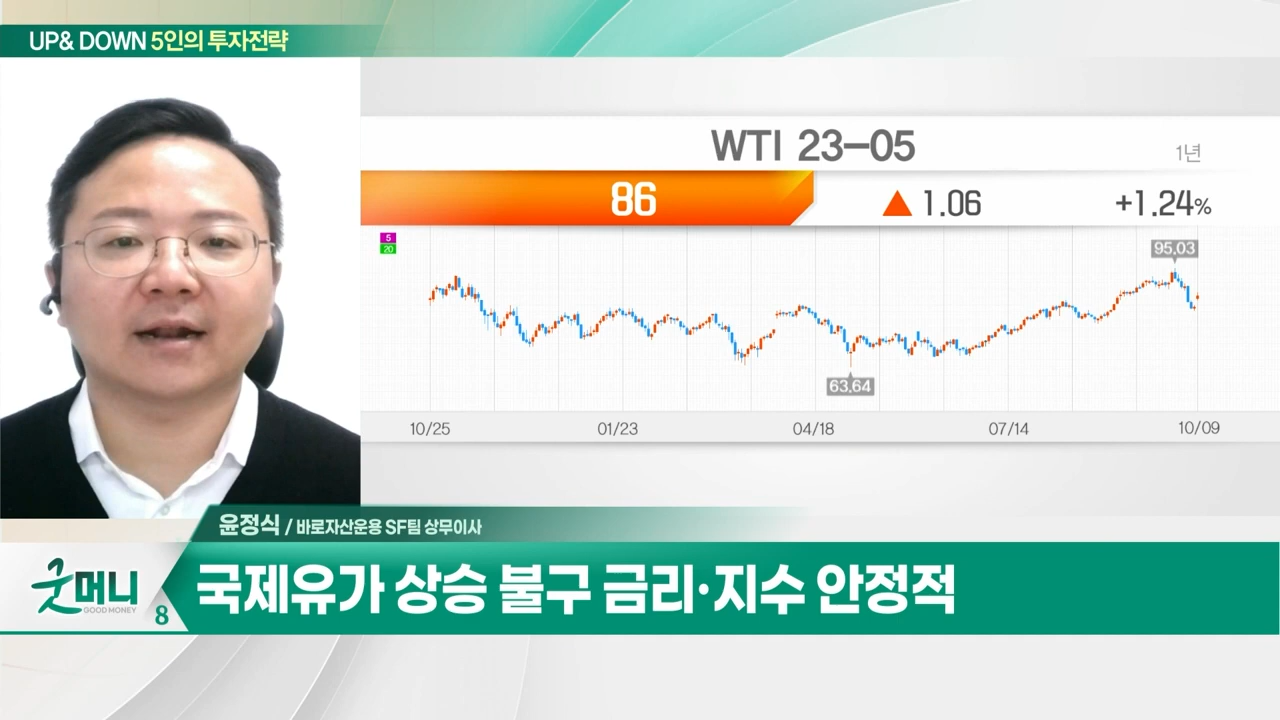 UP& DOWN 5인의 투자전략
WTI 23-05
1년
86 ▲ 1.06 +1.24%
5
20
95.03
63.64
10/25 01/23 04/18 07/14 10/09
윤정식 / 바로자산운용 SF팀 상무이사
굿머니
GOOD MONEY
8
국제유가 상승 불구 금리·지수 안정적